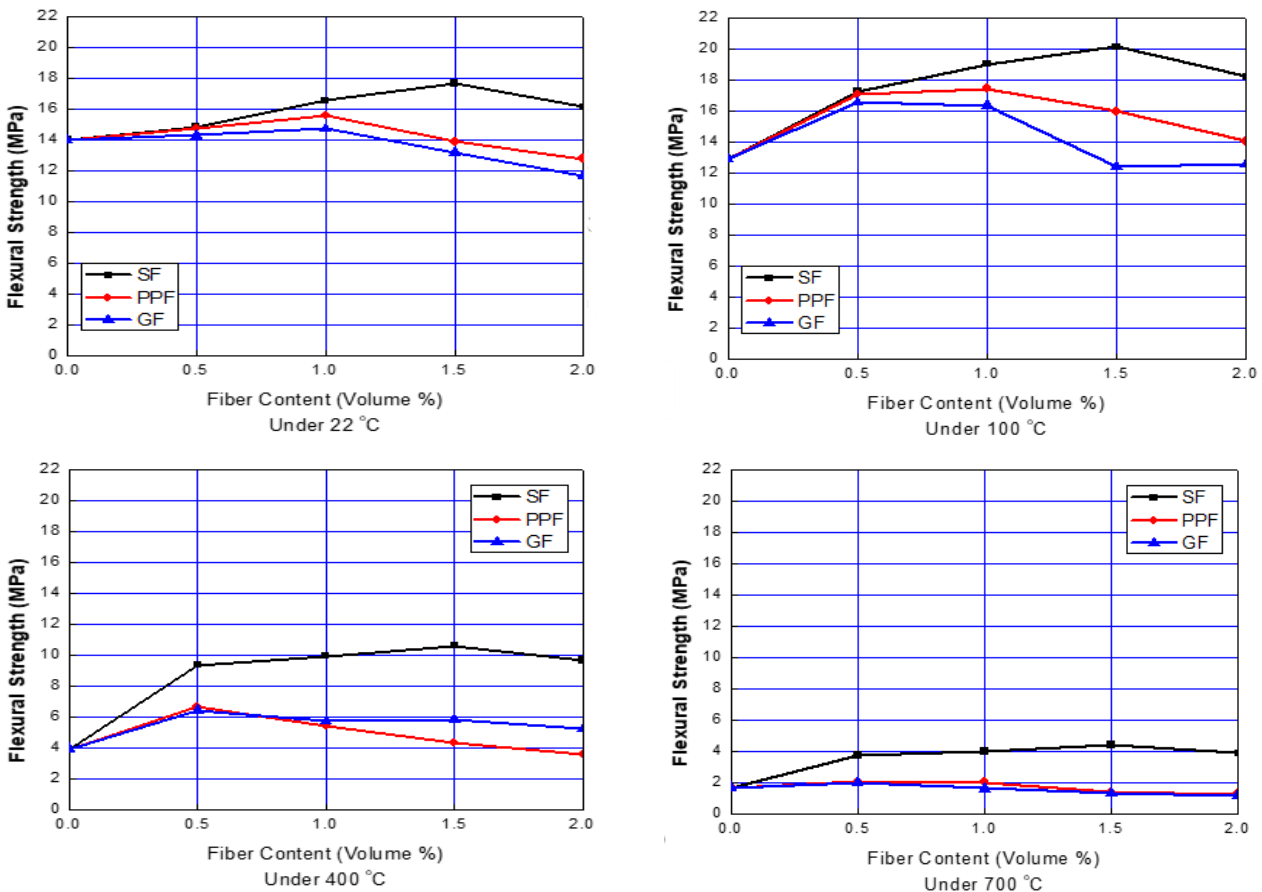 Flexural Strength (MPa)
22
20
18
16
14
12
10
8
6
4
2
0
SF
PPF
GF
0.0 0.5 1.0 1.5 2.0
Fiber Content (Volume %)
Under 22 °C
Flexural Strength (MPa)
22
20
18
16
14
12
10
8
6
4
2
0
SF
PPF
GF
0.0 0.5 1.0 1.5 2.0
Fiber Content (Volume %)
Under 100 °C
Flexural Strength (MPa)
22
20
18
16
14
12
10
8
6
4
2
0
SF
PPF
GF
0.0 0.5 1.0 1.5 2.0
Fiber Content (Volume %)
Under 400 °C
Flexural Strength (MPa)
22
20
18
16
14
12
10
8
6
4
2
0
SF
PPF
GF
0.0 0.5 1.0 1.5 2.0
Fiber Content (Volume %)
Under 700 °C